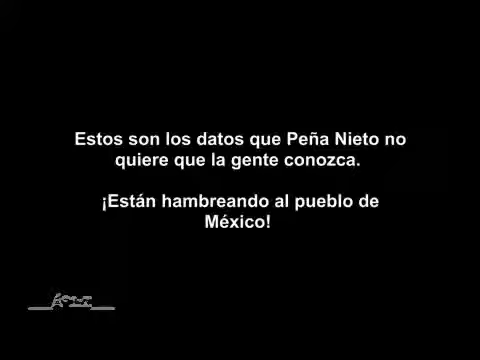 Estos son los datos que Peña Nieto no
quiere que la gente conozca.
¡Están hambreando al pueblo de
México!